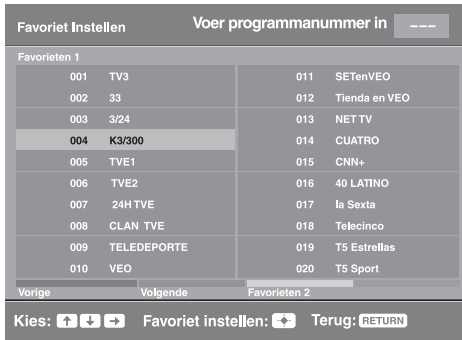 Favoriet Instellen Voer programmanummer in ---
Favorieten 1
001 TV3 011 SETenVEO
002 33 012 Tienda en VEO
003 3/24 013 NET TV
004 K3/300 014 CUATRO
005 TVE1 015 CNN+
006 TVE2 016 40 LATINO
007 24H TVE 017 la Sexta
008 CLAN TVE 018 Telecinco
009 TELEDEPORTE 019 T5 Estrellas
010 VEO 020 T5 Sport
Vorige Volgende Favorieten 2
Kies: ↑ ↓ → Favoriet instellen: Terug: RETURN